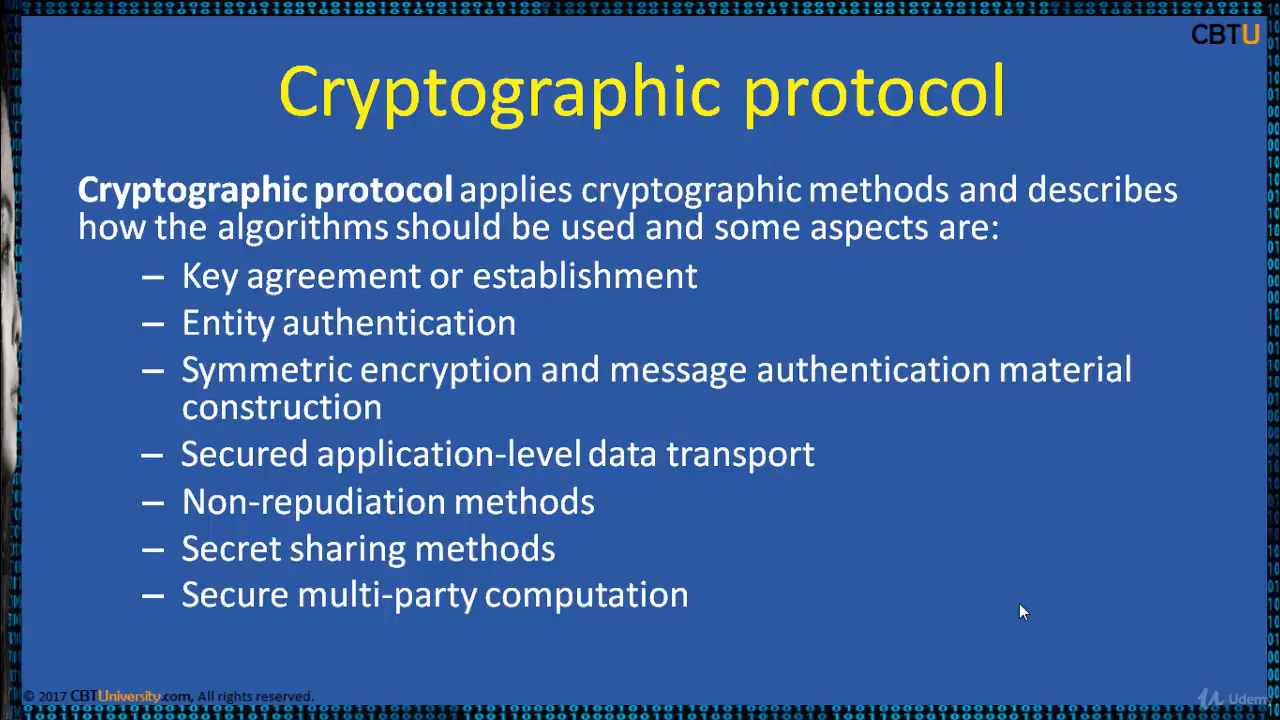 CBTU
Cryptographic protocol
Cryptographic protocol applies cryptographic methods and describes
how the algorithms should be used and some aspects are:
– Key agreement or establishment
– Entity authentication
– Symmetric encryption and message authentication material
construction
– Secured application-level data transport
– Non-repudiation methods
– Secret sharing methods
– Secure multi-party computation
© 2017 CBTUniversity.com, All rights reserved.
Udemy